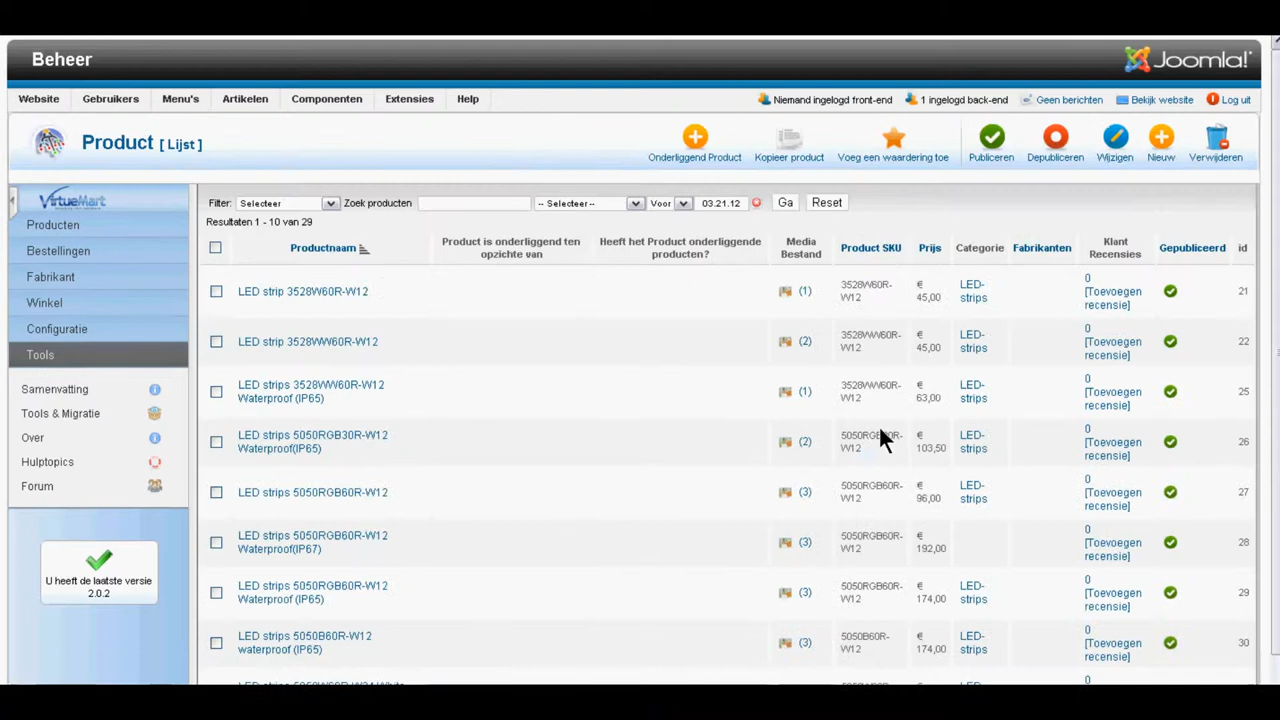 Beheer
Joomla!
Website Gebruikers Menu's Artikelen Componenten Extensies Help Niemand ingelogd front-end 1 ingelogd back-end Geen berichten Bekijk website Log uit
Product [ Lijst ]
Onderliggend Product Kopieer product Voeg een waardering toe Publiceren Depubliceren Wijzigen Nieuw Verwijderen
VirtueMart
Producten
Bestellingen
Fabrikant
Winkel
Configuratie
Tools
Samenvatting
Tools & Migratie
Over
Hulptopics
Forum
U heeft de laatste versie
2.0.2
Filter: Selecteer Zoek producten -- Selecteer -- Voor 03.21.12 Ga Reset
Resultaten 1 - 10 van 29
Productnaam
Product is onderliggend ten
opzichte van
Heeft het Product onderliggende
producten?
Media
Bestand
Product SKU
Prijs
Categorie
Fabrikanten
Klant
Recensies
Gepubliceerd
id
LED strip 3528W60R-W12
(1)
3528W60R-
W12
€
45,00
LED-
strips
0
[Toevoegen
recensie]
21
LED strip 3528WW60R-W12
(2)
3528WW60R-
W12
€
45,00
LED-
strips
0
[Toevoegen
recensie]
22
LED strips 3528WW60R-W12
Waterproof (IP65)
(1)
3528WW60R-
W12
€
63,00
LED-
strips
0
[Toevoegen
recensie]
25
LED strips 5050RGB30R-W12
Waterproof(IP65)
(2)
W12
€
103,50
LED-
strips
0
[Toevoegen
recensie]
26
LED strips 5050RGB60R-W12
(3)
5050RGB60R-
W12
€
96,00
LED-
strips
0
[Toevoegen
recensie]
27
LED strips 5050RGB60R-W12
Waterproof(IP67)
(3)
5050RGB60R-
W12
€
192,00
0
[Toevoegen
recensie]
28
LED strips 5050RGB60R-W12
Waterproof (IP65)
(3)
5050RGB60R-
W12
€
174,00
LED-
strips
0
[Toevoegen
recensie]
29
LED strips 5050B60R-W12
waterproof (IP65)
(3)
5050B60R-
W12
€
174,00
LED-
strips
0
[Toevoegen
recensie]
30
0